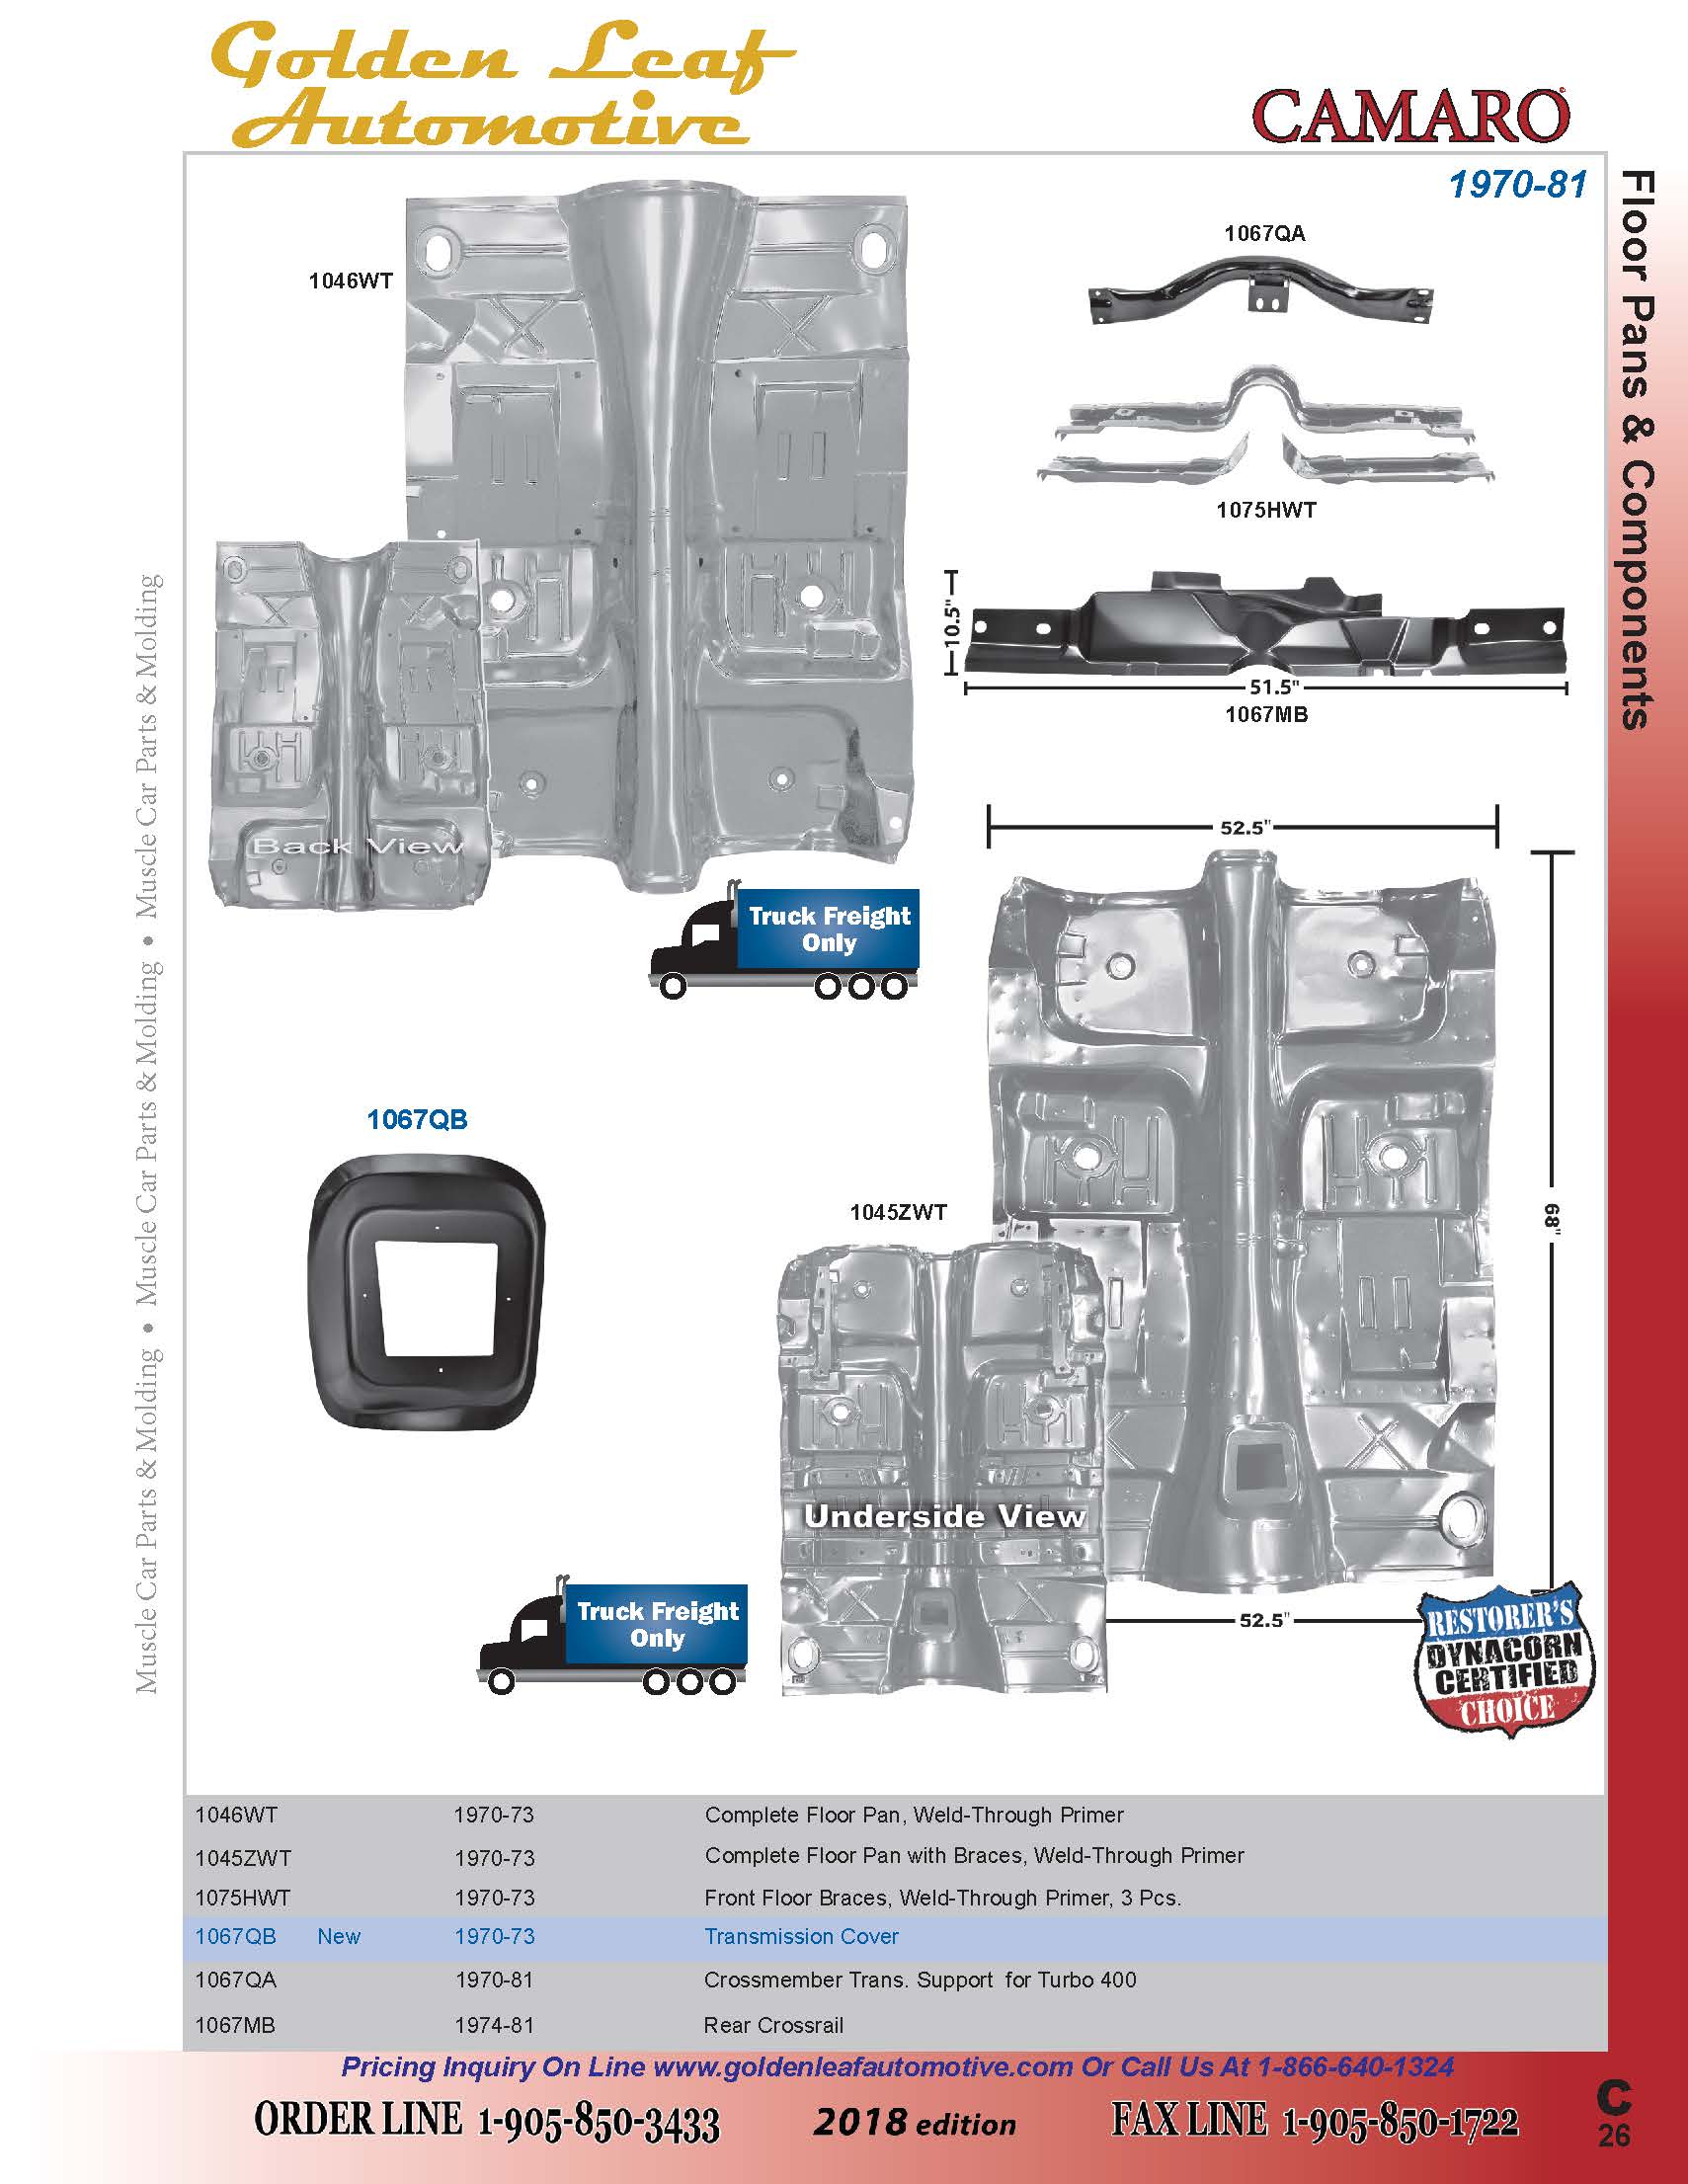 Golden Leaf
Automotive
CAMARO
1970-81
Floor Pans & Components
1046WT
1067QA
1075HWT
10.5"
51.5"
1067MB
Back View
Truck Freight
Only
52.5"
68"
1067QB
1045ZWT
Underside View
Truck Freight
Only
52.5"
RESTORER'S
DYNACORN
CERTIFIED
CHOICE
Muscle Car Parts & Molding • Muscle Car Parts & Molding • Muscle Car Parts & Molding
1046WT 1970-73 Complete Floor Pan, Weld-Through Primer
1045ZWT 1970-73 Complete Floor Pan with Braces, Weld-Through Primer
1075HWT 1970-73 Front Floor Braces, Weld-Through Primer, 3 Pcs.
1067QB New 1970-73 Transmission Cover
1067QA 1970-81 Crossmember Trans. Support for Turbo 400
1067MB 1974-81 Rear Crossrail
Pricing Inquiry On Line www.goldenleafautomotive.com Or Call Us At 1-866-640-1324
ORDER LINE 1-905-850-3433 2018 edition FAX LINE 1-905-850-1722
C
26